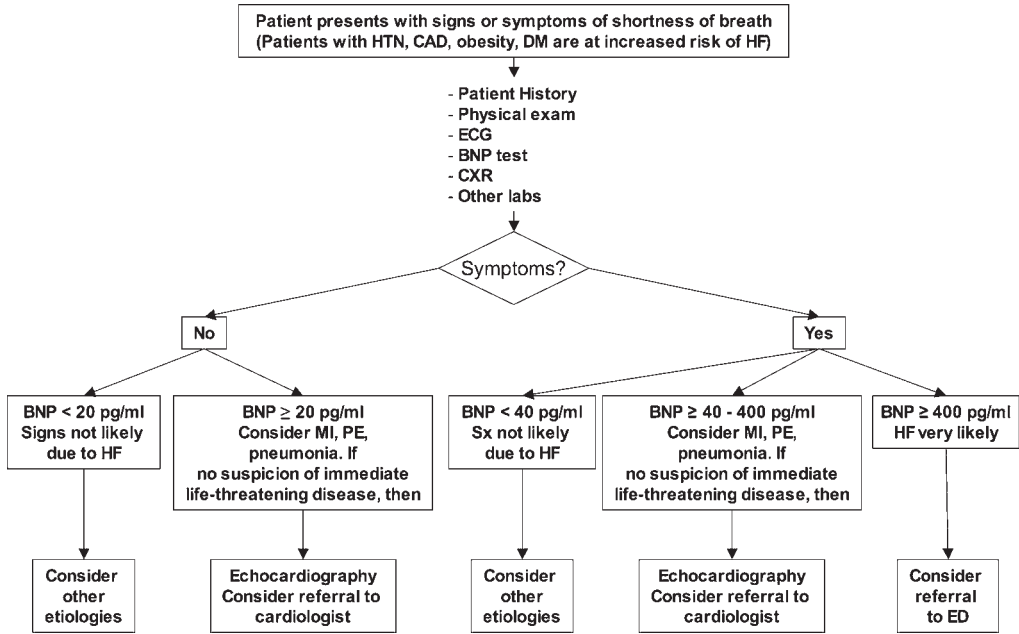 Patient presents with signs or symptoms of shortness of breath
(Patients with HTN, CAD, obesity, DM are at increased risk of HF)
- Patient History
- Physical exam
- ECG
- BNP test
- CXR
- Other labs
Symptoms?
No
Yes
BNP < 20 pg/ml
Signs not likely
due to HF
BNP ≥ 20 pg/ml
Consider MI, PE,
pneumonia. If
no suspicion of immediate
life-threatening disease, then
BNP < 40 pg/ml
Sx not likely
due to HF
BNP ≥ 40 - 400 pg/ml
Consider MI, PE,
pneumonia. If
no suspicion of immediate
life-threatening disease, then
BNP ≥ 400 pg/ml
HF very likely
Consider
other
etiologies
Echocardiography
Consider referral to
cardiologist
Consider
other
etiologies
Echocardiography
Consider referral to
cardiologist
Consider
referral
to ED